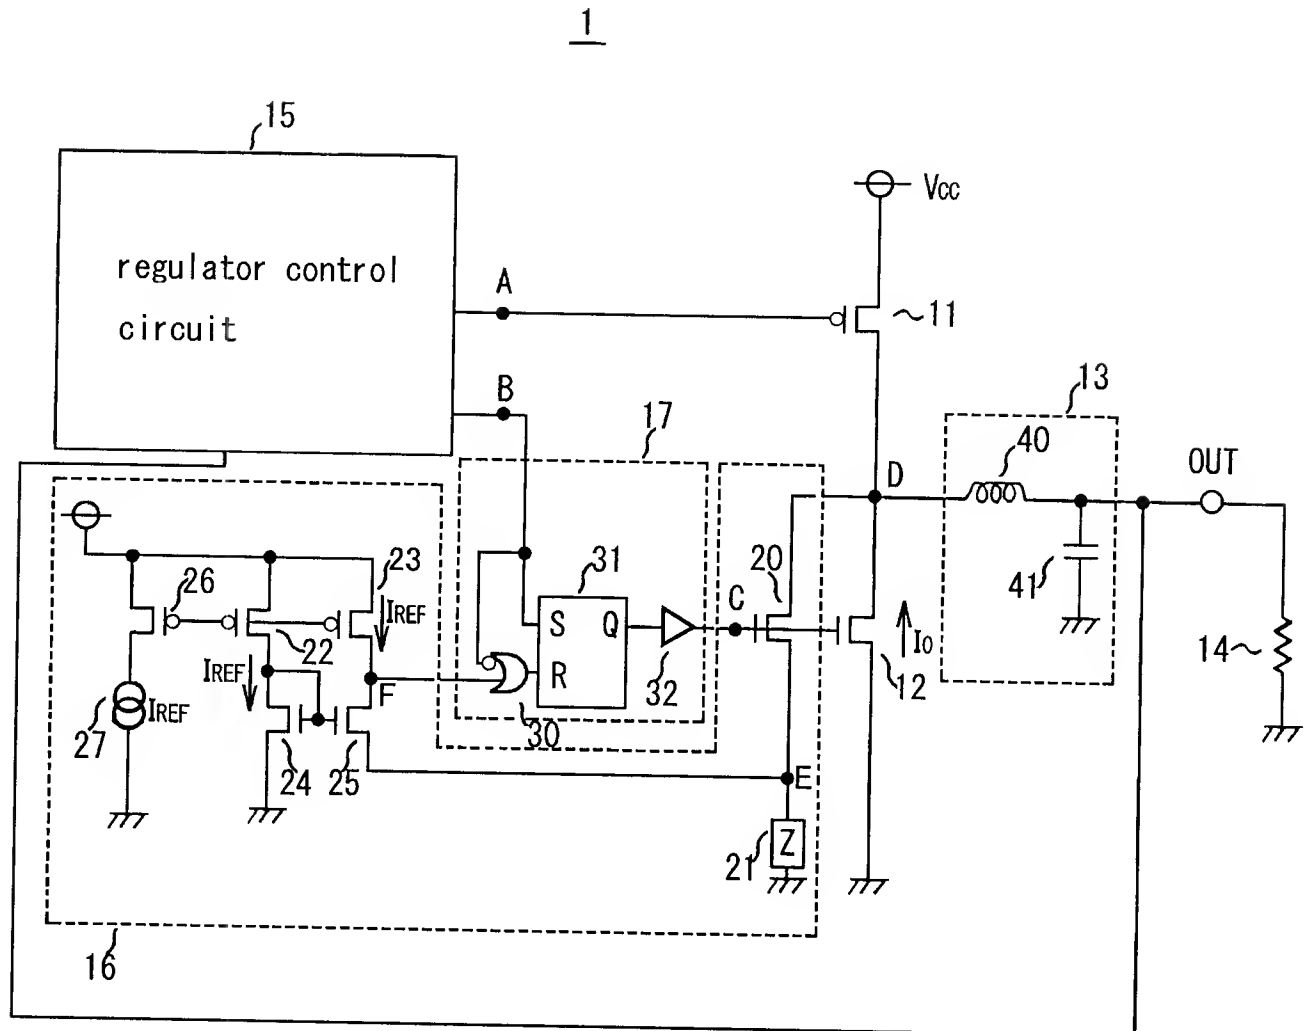 1
15
Vcc
regulator control
circuit
A
11
B
17
13
40
OUT
D
23
31
20
26
IREF
C
41
S
Q
22
IREF
I0
14
F
R
32
12
IREF
27
30
24
25
E
21
Z
16